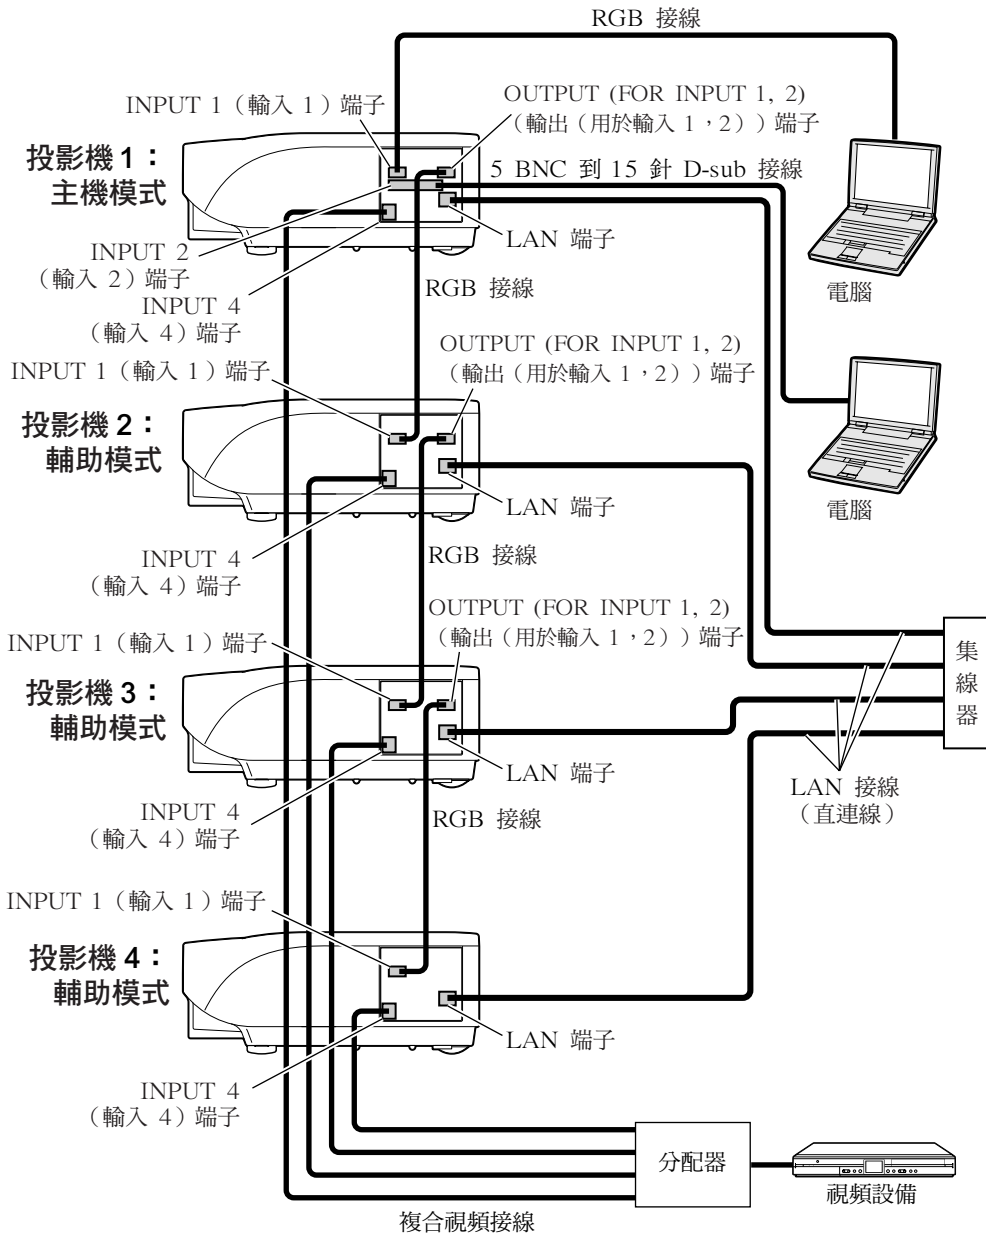 RGB 接線
INPUT 1（輸入 1）端子
OUTPUT (FOR INPUT 1, 2)
（輸出（用於輸入 1，2））端子
投影機 1：
主機模式
5 BNC 到 15 針 D-sub 接線
LAN 端子
INPUT 2
（輸入 2）端子
電腦
RGB 接線
INPUT 4
（輸入 4）端子
OUTPUT (FOR INPUT 1, 2)
（輸出（用於輸入 1，2））端子
INPUT 1（輸入 1）端子
投影機 2：
輔助模式
LAN 端子
電腦
INPUT 4
（輸入 4）端子
RGB 接線
OUTPUT (FOR INPUT 1, 2)
（輸出（用於輸入 1，2））端子
INPUT 1（輸入 1）端子
集線器
投影機 3：
輔助模式
LAN 端子
LAN 接線
（直連線）
INPUT 4
（輸入 4）端子
RGB 接線
INPUT 1（輸入 1）端子
投影機 4：
輔助模式
LAN 端子
INPUT 4
（輸入 4）端子
分配器
視頻設備
複合視頻接線